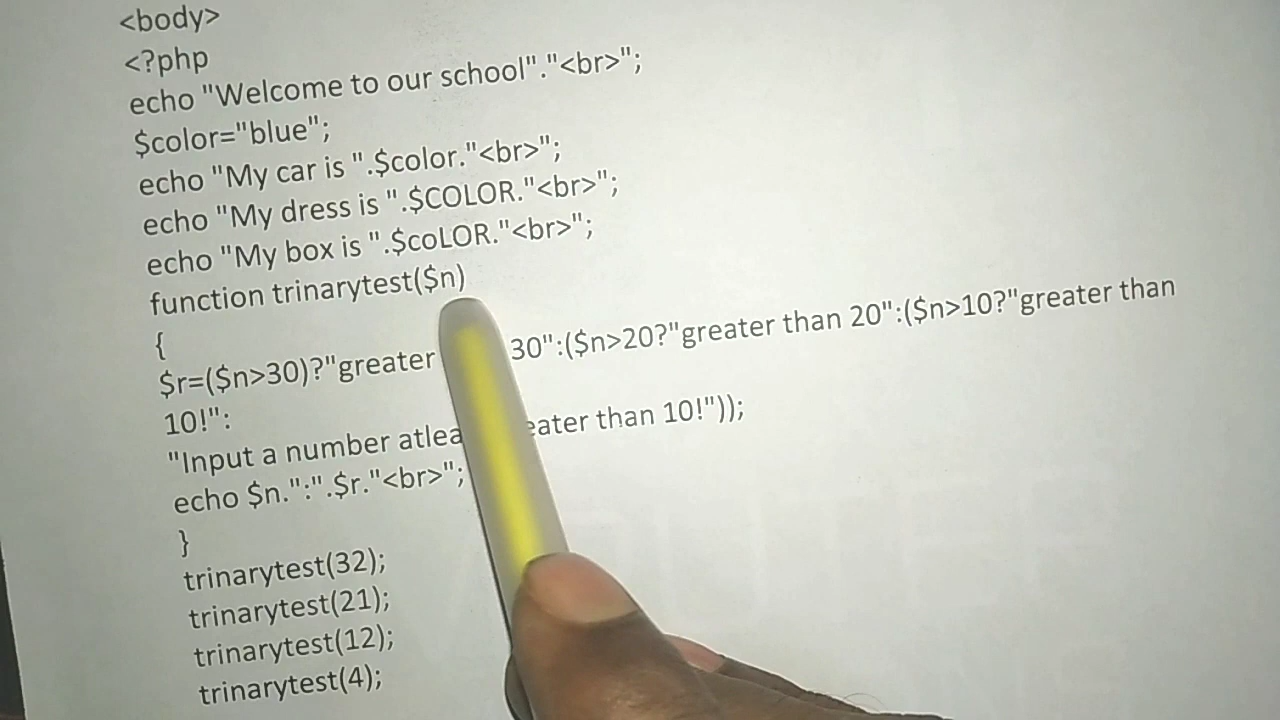 <body>
<?php
echo "Welcome to our school"."<br>";
$color="blue";
echo "My car is ".$color."<br>";
echo "My dress is ".$COLOR."<br>";
echo "My box is ".$coLOR."<br>";
function trinarytest($n)
{
$r=($n>30)?"greater 30":($n>20?"greater than 20":($n>10?"greater than
10!":
"Input a number than 10!"));
echo $n.":".$r."<br>";
}
trinarytest(32);
trinarytest(21);
trinarytest(12);
trinarytest(4);